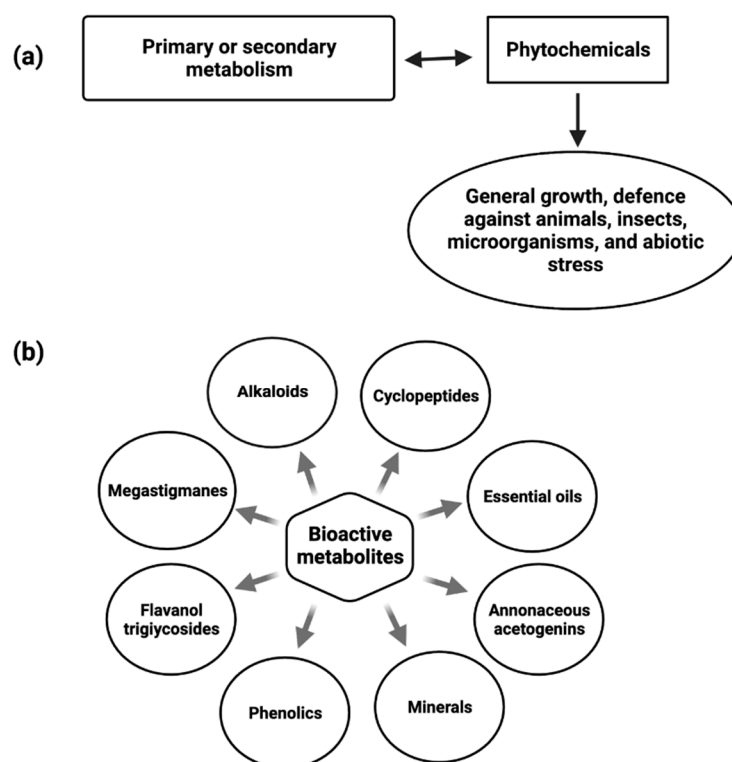 (a)
Primary or secondary
metabolism
Phytochemicals
General growth, defence
against animals, insects,
microorganisms, and abiotic
stress
(b)
Alkaloids
Cyclopeptides
Megastigmanes
Essential oils
Bioactive
metabolites
Flavanol
trigiycosides
Annonaceous
acetogenins
Phenolics
Minerals